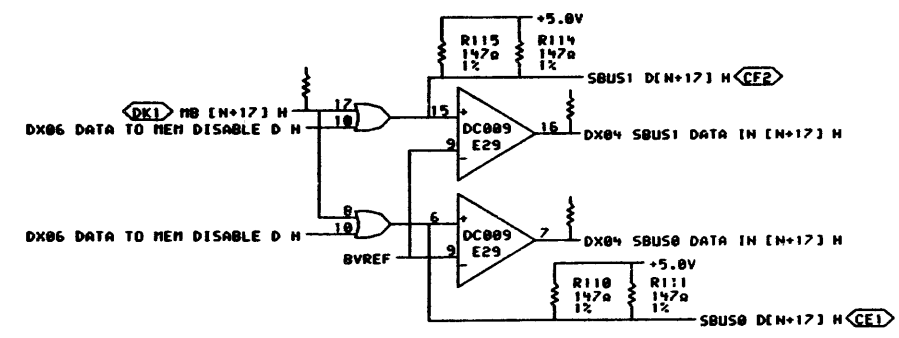 +5.0V
R115 R114
147Ω 147Ω
1% 1%
SBUS1 D[N+17] H CF2
DK1 MB [N+17] H 17
15 +
DX06 DATA TO MEM DISABLE D H 10
DC009 16 DX04 SBUS1 DATA IN [N+17] H
9 E29
-
8 6 +
DX06 DATA TO MEM DISABLE D H 10
DC009 7 DX04 SBUS0 DATA IN [N+17] H
BVREF 9 E29
-
+5.0V
R110 R111
147Ω 147Ω
1% 1%
SBUS0 D[N+17] H CE1